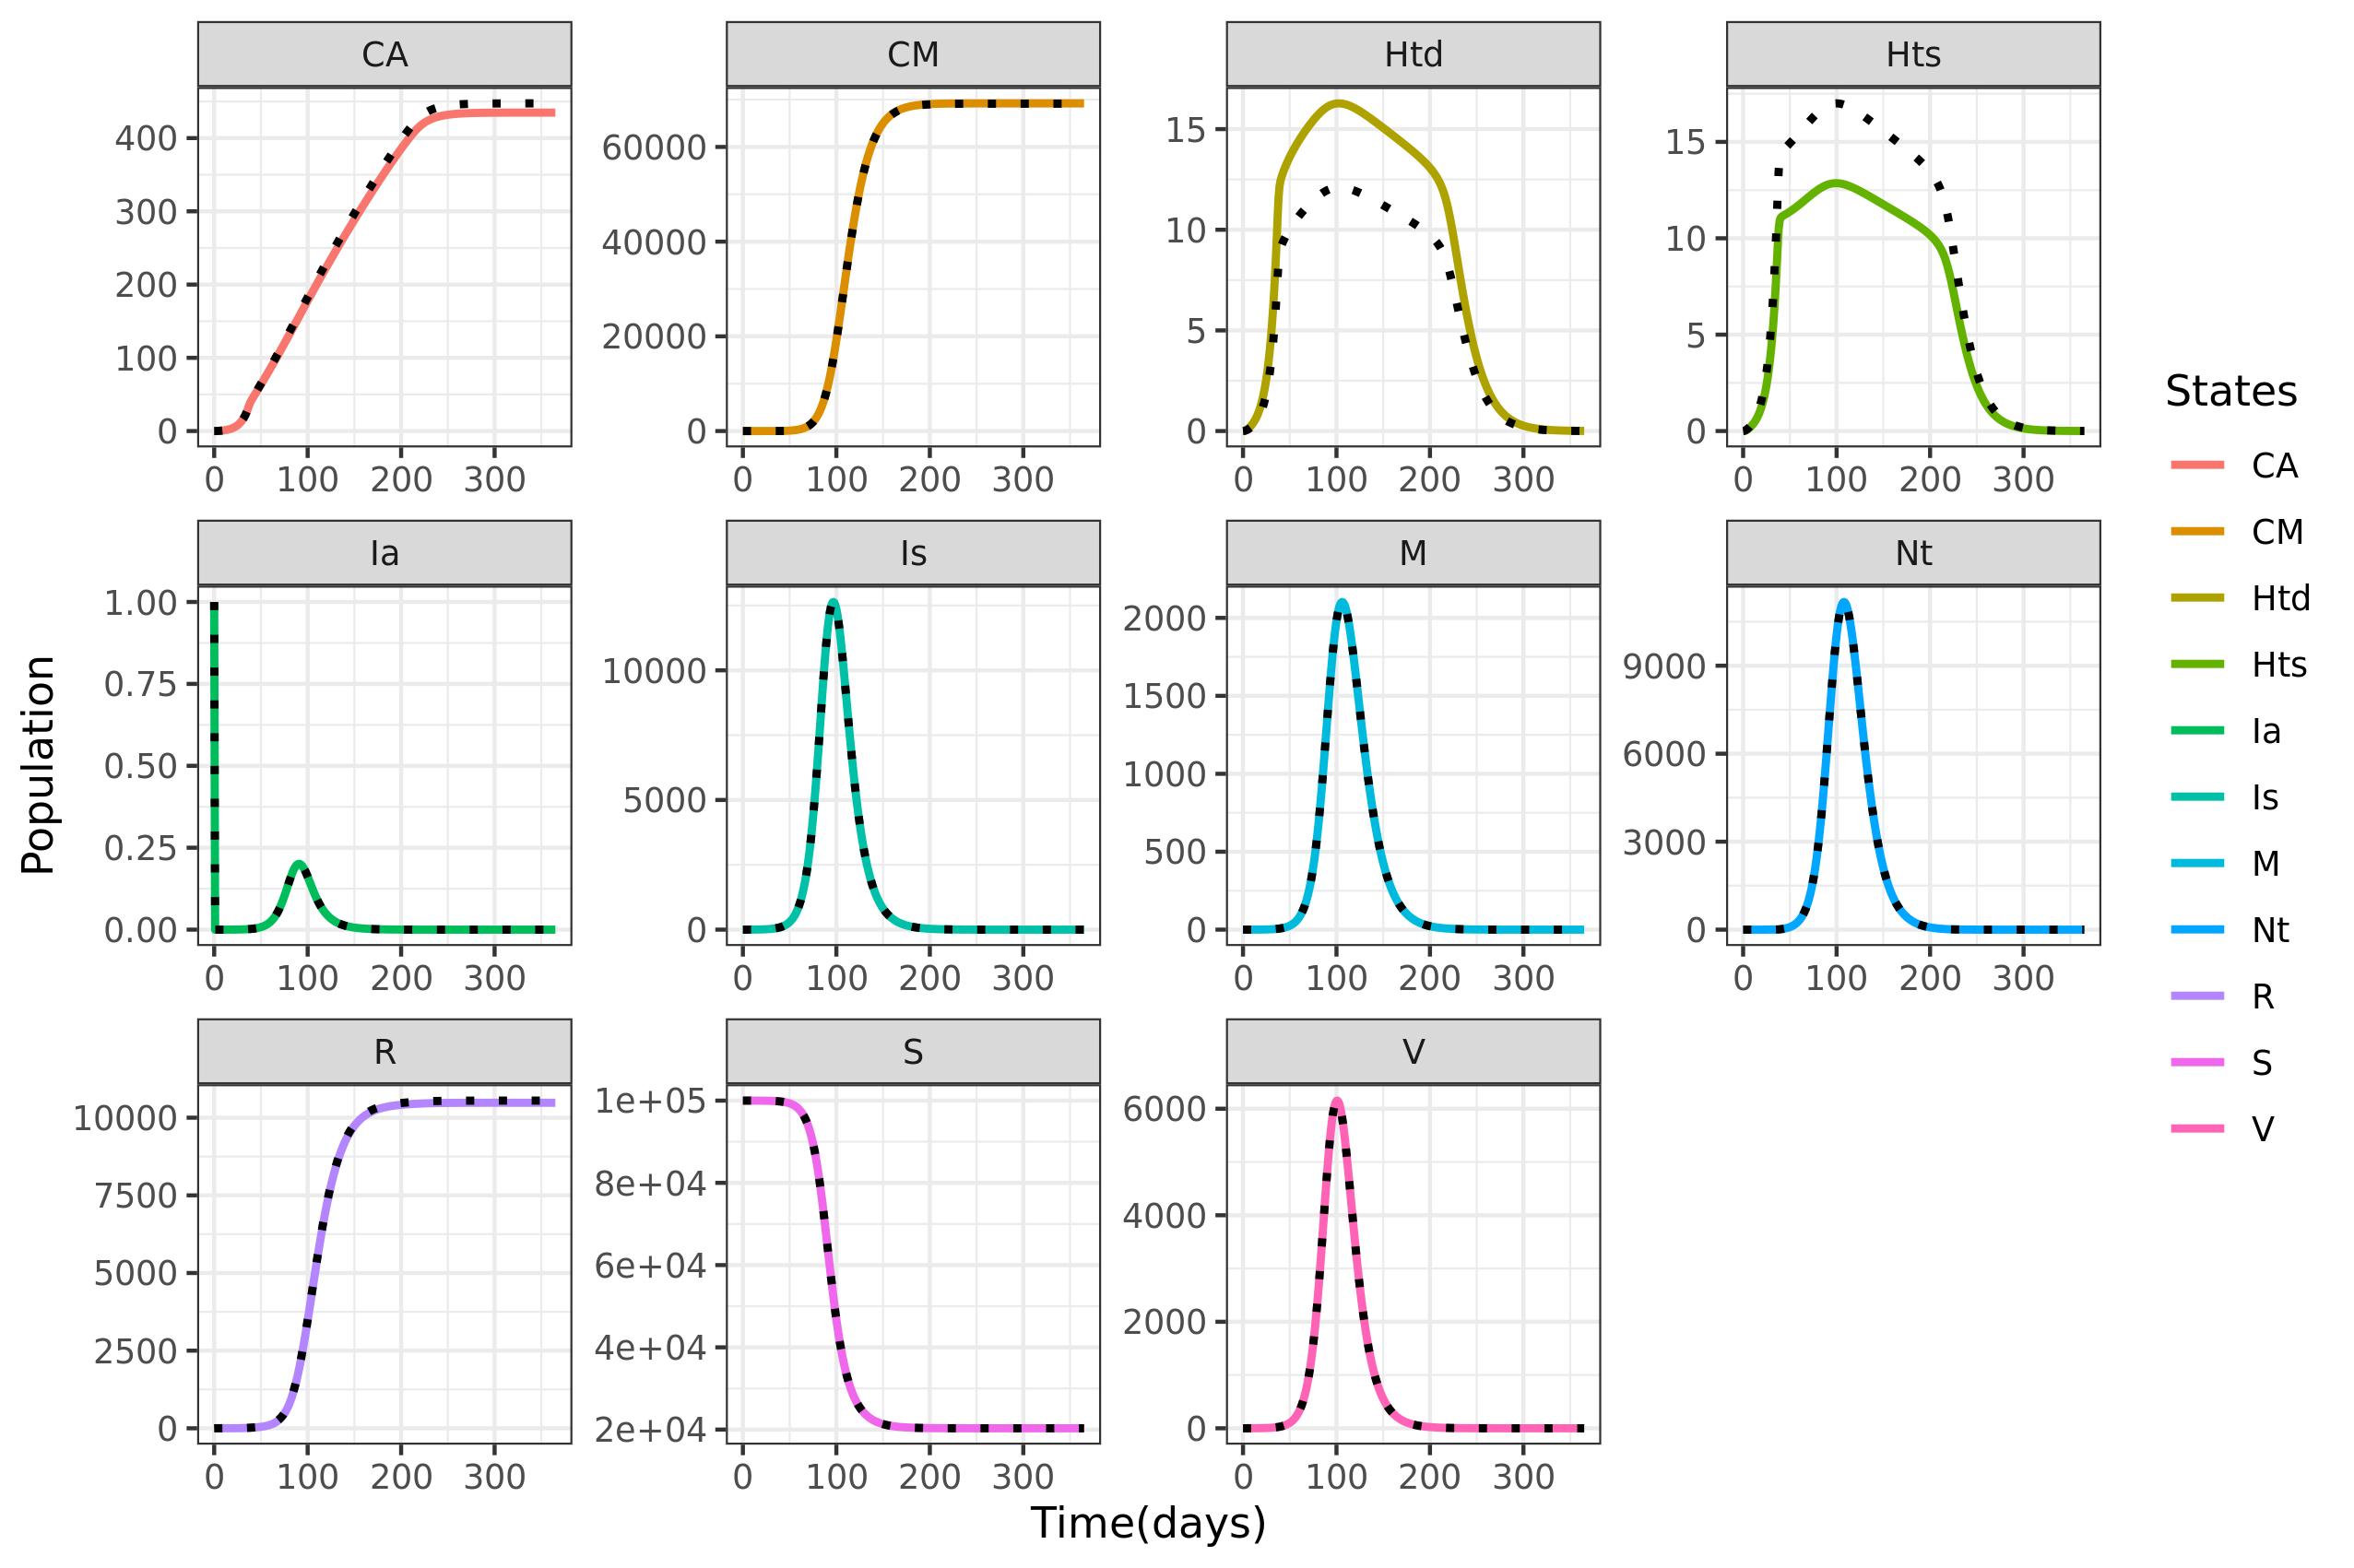 CA
CM
Htd
Hts
400
300
200
100
0
60000
40000
20000
0
15
10
5
0
15
10
5
0
0 100 200 300
0 100 200 300
0 100 200 300
0 100 200 300
Ia
Is
M
Nt
1.00
0.75
0.50
0.25
0.00
10000
5000
0
2000
1500
1000
500
0
9000
6000
3000
0
0 100 200 300
0 100 200 300
0 100 200 300
0 100 200 300
R
S
V
10000
7500
5000
2500
0
1e+05
8e+04
6e+04
4e+04
2e+04
6000
4000
2000
0
0 100 200 300
0 100 200 300
0 100 200 300
Population
Time(days)
States
CA
CM
Htd
Hts
Ia
Is
M
Nt
R
S
V